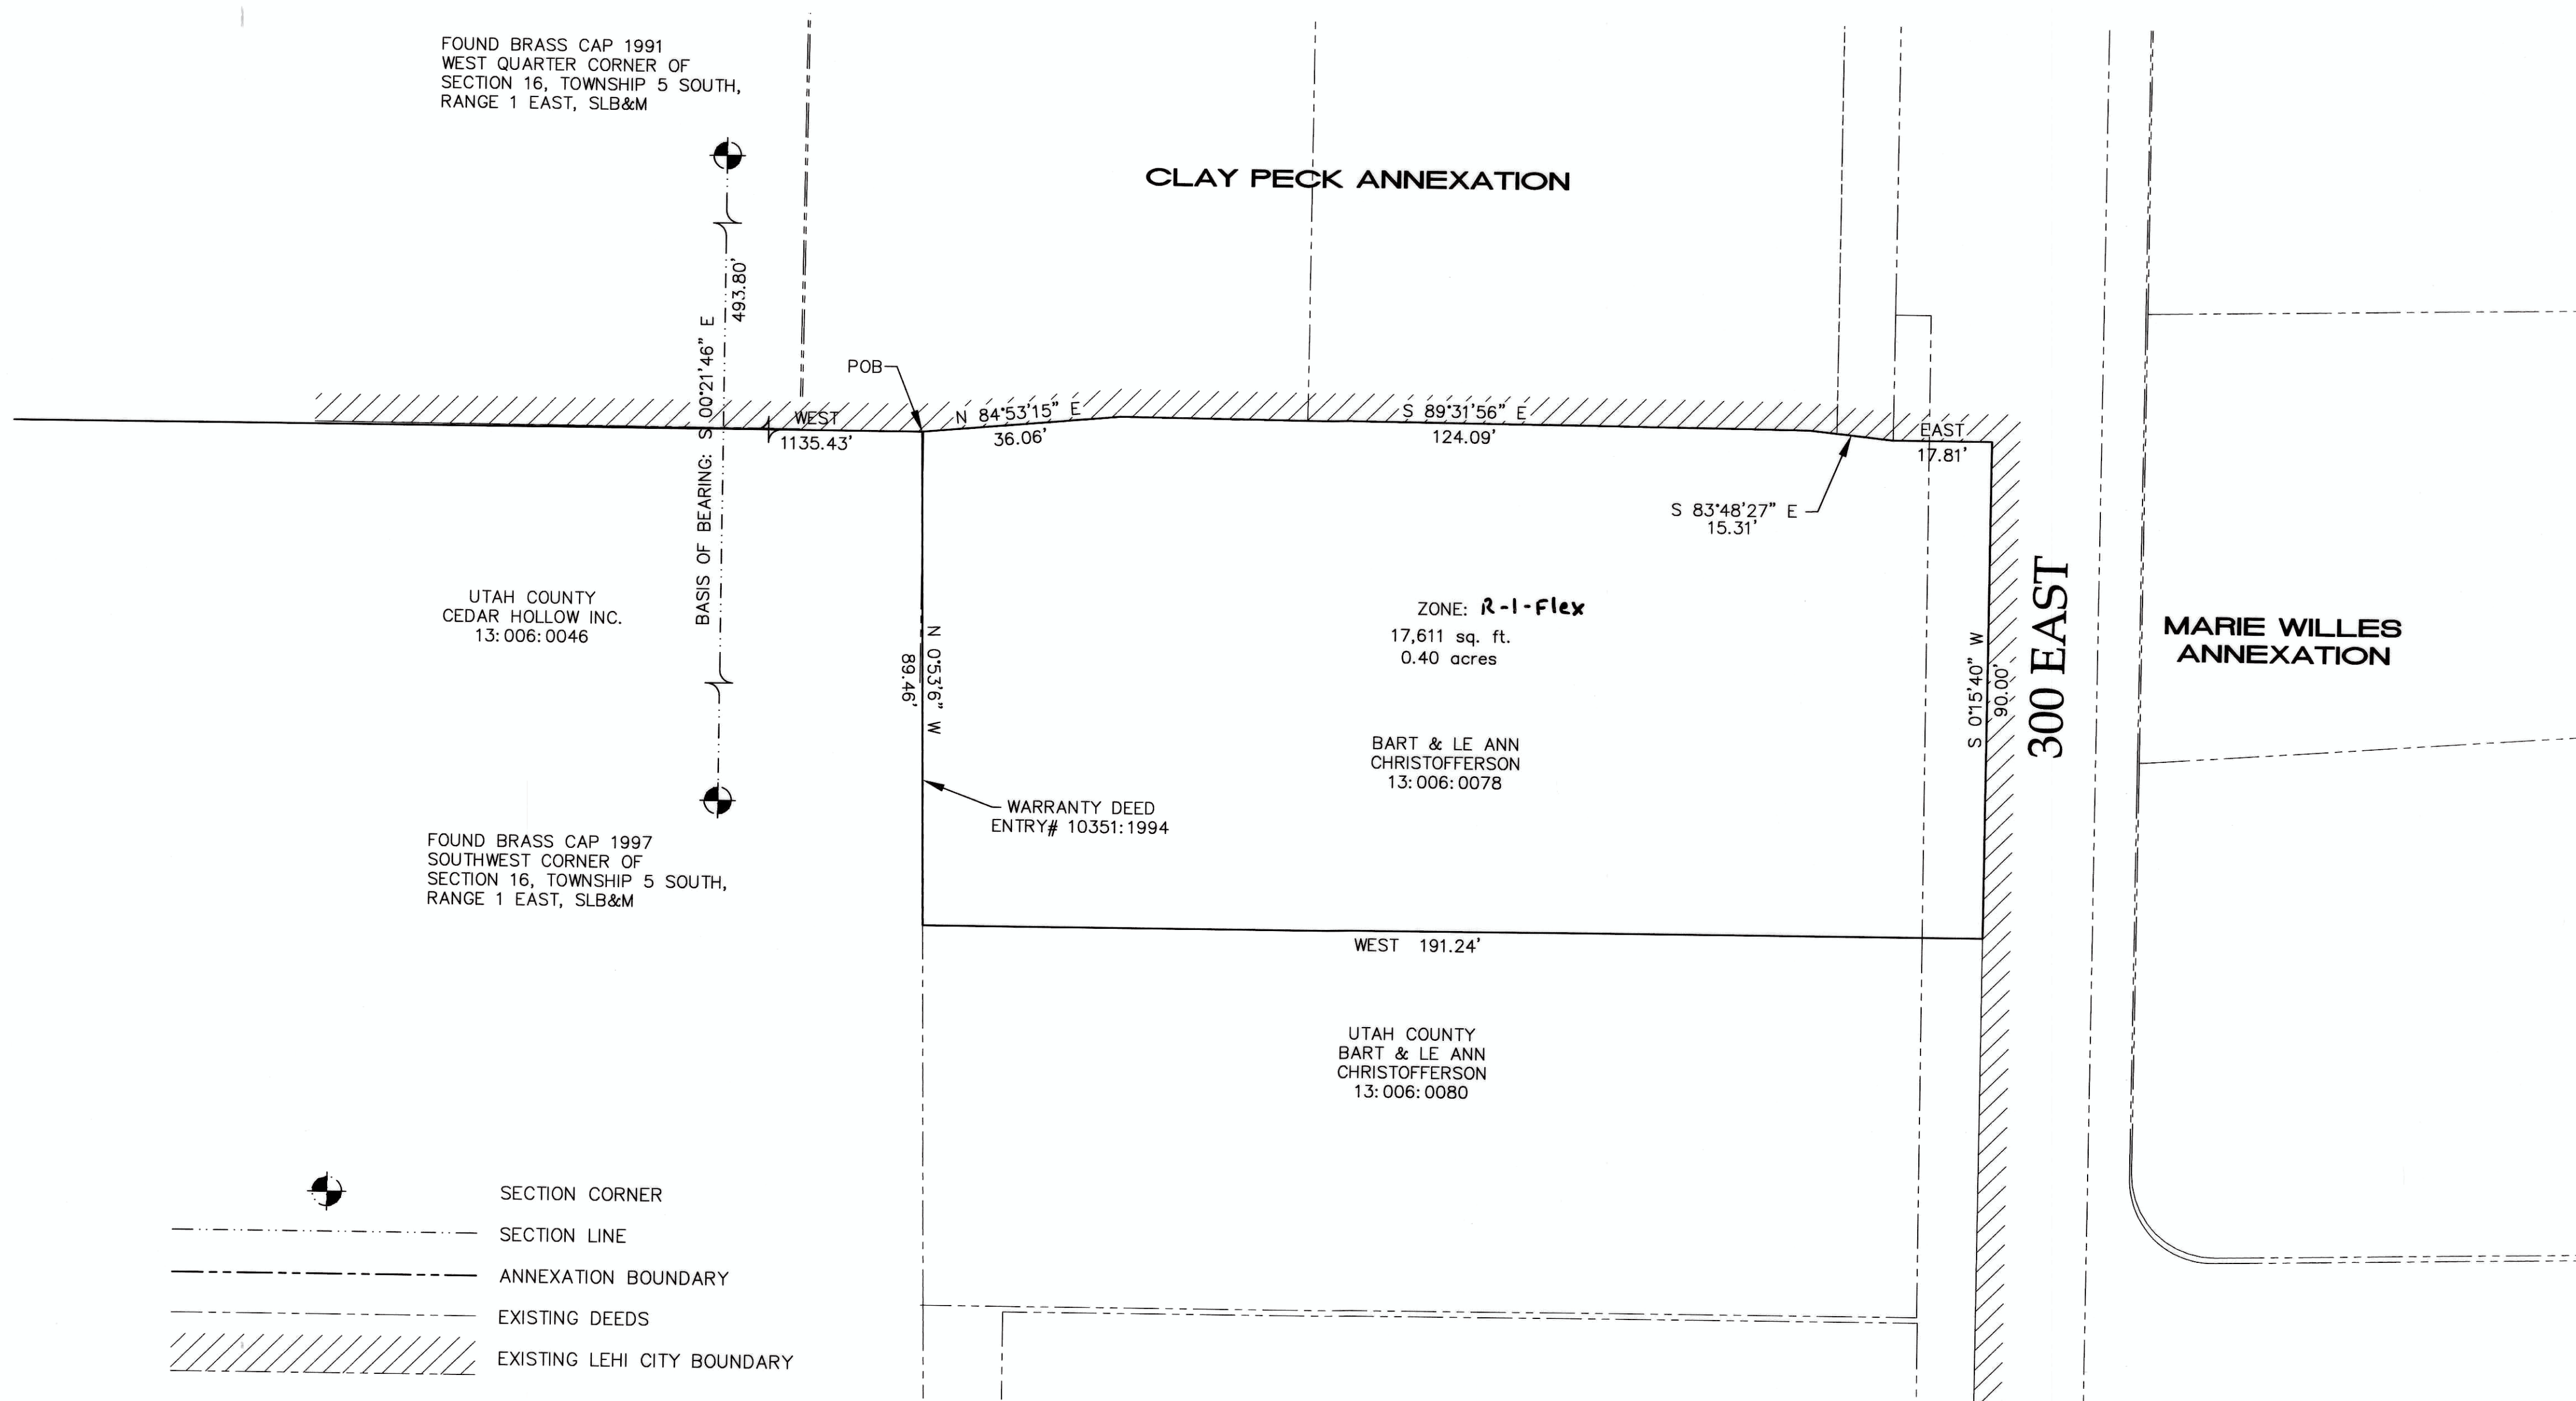 FOUND BRASS CAP 1991
WEST QUARTER CORNER OF
SECTION 16, TOWNSHIP 5 SOUTH,
RANGE 1 EAST, SLB&M
CLAY PECK ANNEXATION
493.80'
BASIS OF BEARING: S 00°21'46" E
POB
WEST
1135.43'
N 84°53'15" E
36.06'
S 89°31'56" E
124.09'
EAST
17.81'
S 83°48'27" E
15.31'
UTAH COUNTY
CEDAR HOLLOW INC.
13:006:0046
N 0°53'6" W
89.46'
ZONE: R-1-Flex
17,611 sq. ft.
0.40 acres
S 0°15'40" W
90.00'
300 EAST
MARIE WILLES
ANNEXATION
BART & LE ANN
CHRISTOFFERSON
13:006:0078
WARRANTY DEED
ENTRY# 10351:1994
FOUND BRASS CAP 1997
SOUTHWEST CORNER OF
SECTION 16, TOWNSHIP 5 SOUTH,
RANGE 1 EAST, SLB&M
WEST 191.24'
UTAH COUNTY
BART & LE ANN
CHRISTOFFERSON
13:006:0080
SECTION CORNER
SECTION LINE
ANNEXATION BOUNDARY
EXISTING DEEDS
EXISTING LEHI CITY BOUNDARY